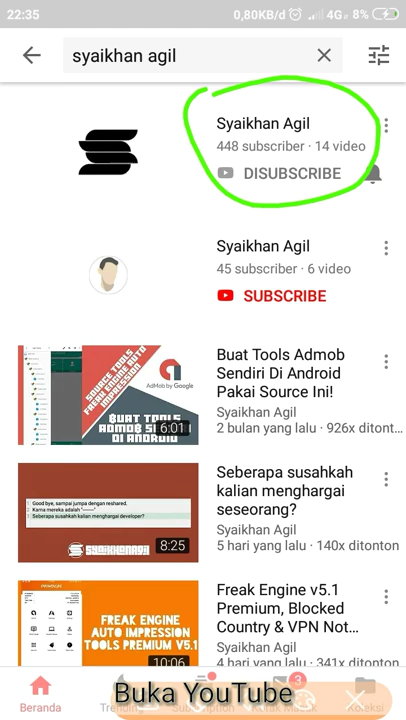 22:35
0,80KB/d
4G
8%
syaikhan agil
Syaikhan Agil
448 subscriber · 14 video
DISUBSCRIBE
Syaikhan Agil
45 subscriber · 6 video
SUBSCRIBE
SOURCE TOOLS
FREAK ENGINE AUTO
IMPRESSION
AdMob by Google
BUAT TOOLS
ADMOB
DI ANDROID
6:01
Buat Tools Admob
Sendiri Di Android
Pakai Source Ini!
Syaikhan Agil
2 bulan yang lalu · 926x ditont...
Good bye, sampai jumpa dengan reshared.
Karna mereka adalah "-------"
Seberapa susahkah kalian menghargai developer?
SYAIKHANAGIL
8:25
Seberapa susahkah
kalian menghargai
seseorang?
Syaikhan Agil
5 hari yang lalu · 140x ditonton
FREAK ENGINE
AUTO IMPRESSION
TOOLS PREMIUM V5.1
10:06
Freak Engine v5.1
Premium, Blocked
Country & VPN Not...
Syaikhan Agil
4 hari yang lalu · 341x ditonton
3
Beranda
Trending
Koleksi
Buka YouTube